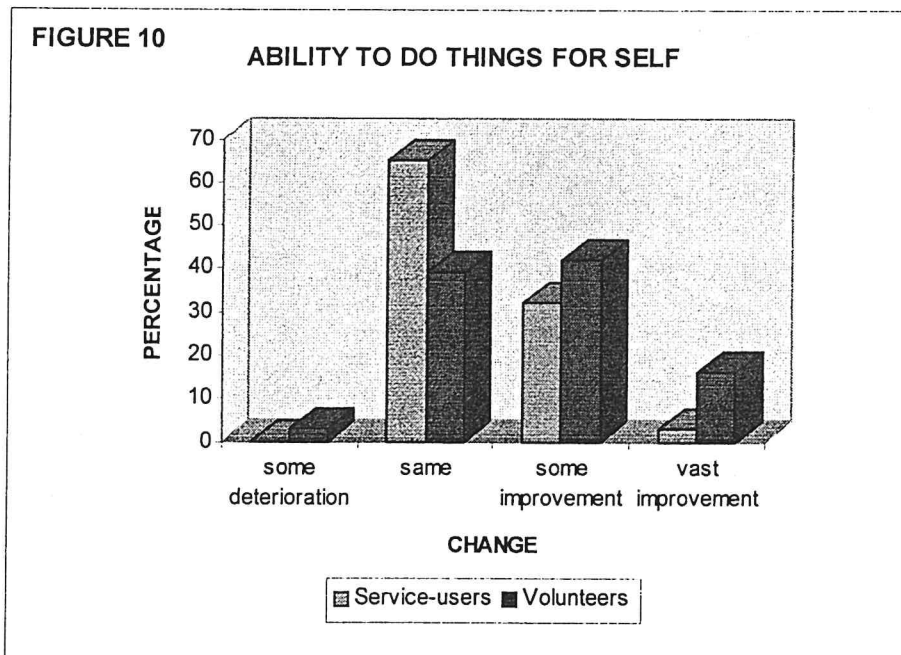 FIGURE 10
ABILITY TO DO THINGS FOR SELF
PERCENTAGE
70
60
50
40
30
20
10
0
some deterioration
same
some improvement
vast improvement
CHANGE
Service-users Volunteers